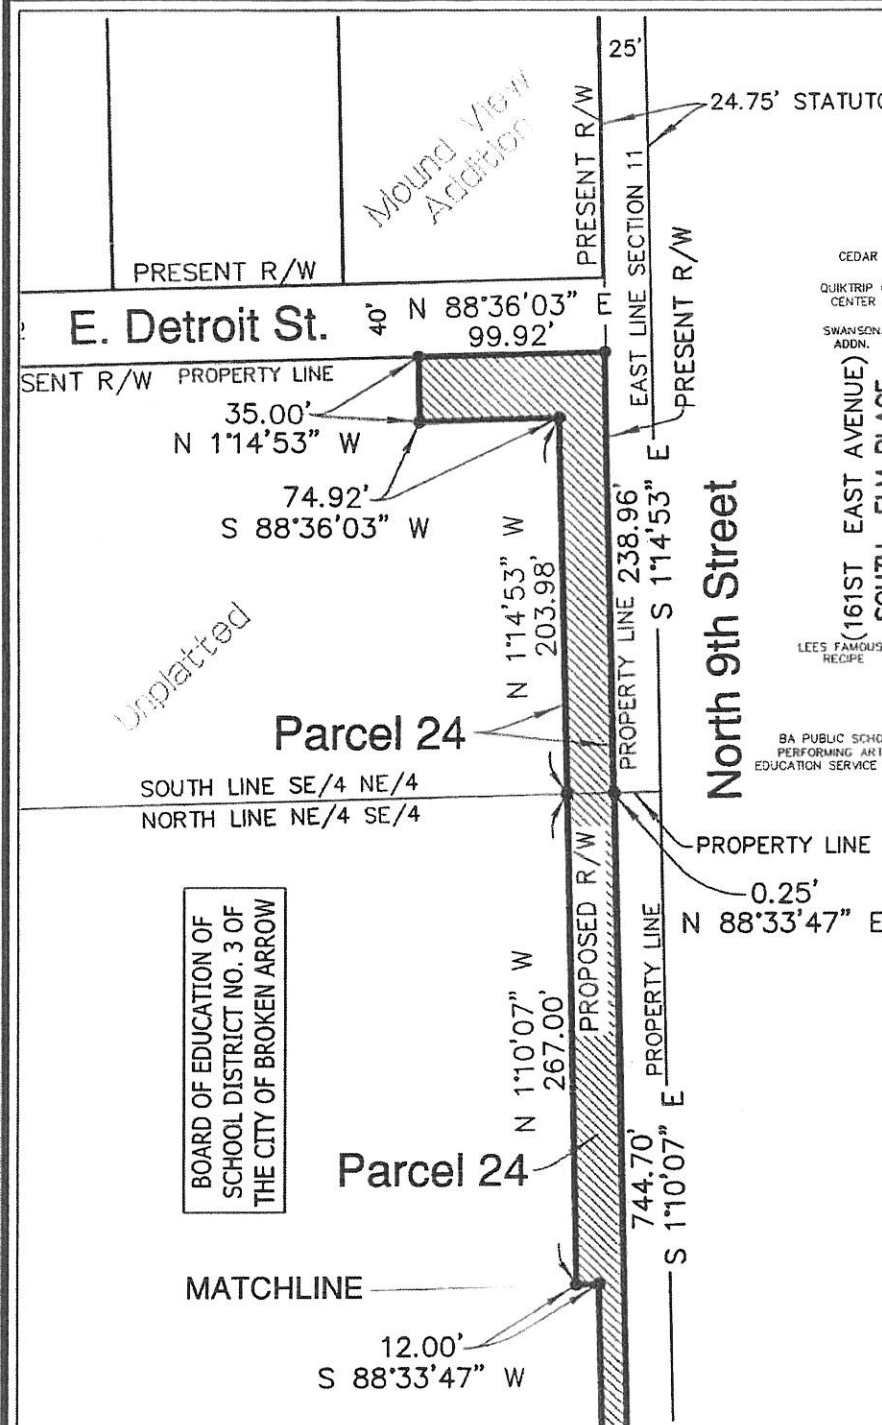 25'
24.75' STATUTO
Mound View
Addition
PRESENT R/W
EAST LINE SECTION 11
PRESENT R/W
CEDAR
QUIKTRIP
CENTER
SWANSON
ADDN.
(161ST EAST AVENUE)
SOUTH ELM PLACE
LEES FAMOUS
RECIPE
BA PUBLIC SCHO
PERFORMING ART
EDUCATION SERVICE
PRESENT R/W
E. Detroit St.
40'
N 88°36'03" E
99.92'
SENT R/W
PROPERTY LINE
35.00'
N 1°14'53" W
74.92'
S 88°36'03" W
N 1°14'53" W
203.98'
PROPERTY LINE 238.96'
S 1°14'53" E
North 9th Street
Unplatted
Parcel 24
SOUTH LINE SE/4 NE/4
NORTH LINE NE/4 SE/4
PROPERTY LINE
0.25'
N 88°33'47" E
BOARD OF EDUCATION OF
SCHOOL DISTRICT NO. 3 OF
THE CITY OF BROKEN ARROW
N 1°10'07" W
267.00'
PROPOSED R/W
PROPERTY LINE
744.70'
S 1°10'07" E
Parcel 24
MATCHLINE
12.00'
S 88°33'47" W